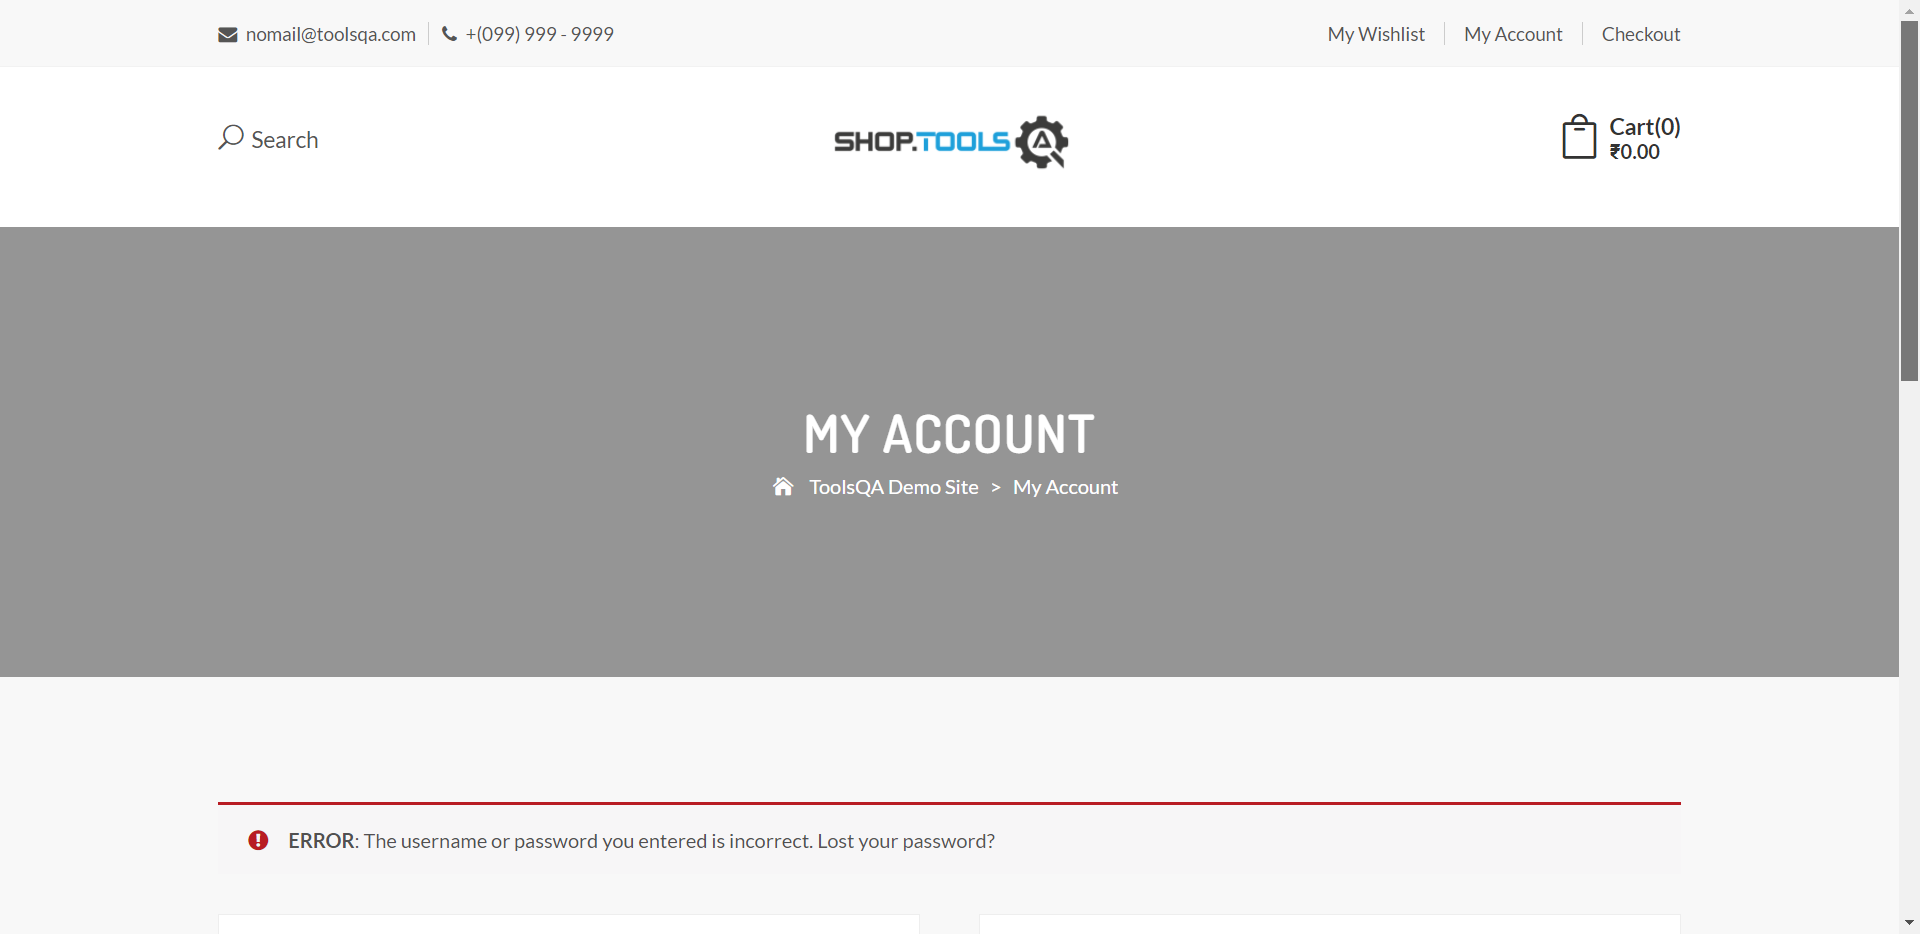 nomail@toolsqa.com
+(099) 999 - 9999
My Wishlist
My Account
Checkout
Search
SHOP.TOOLS
Cart(0)
₹0.00
MY ACCOUNT
ToolsQA Demo Site > My Account
ERROR: The username or password you entered is incorrect. Lost your password?